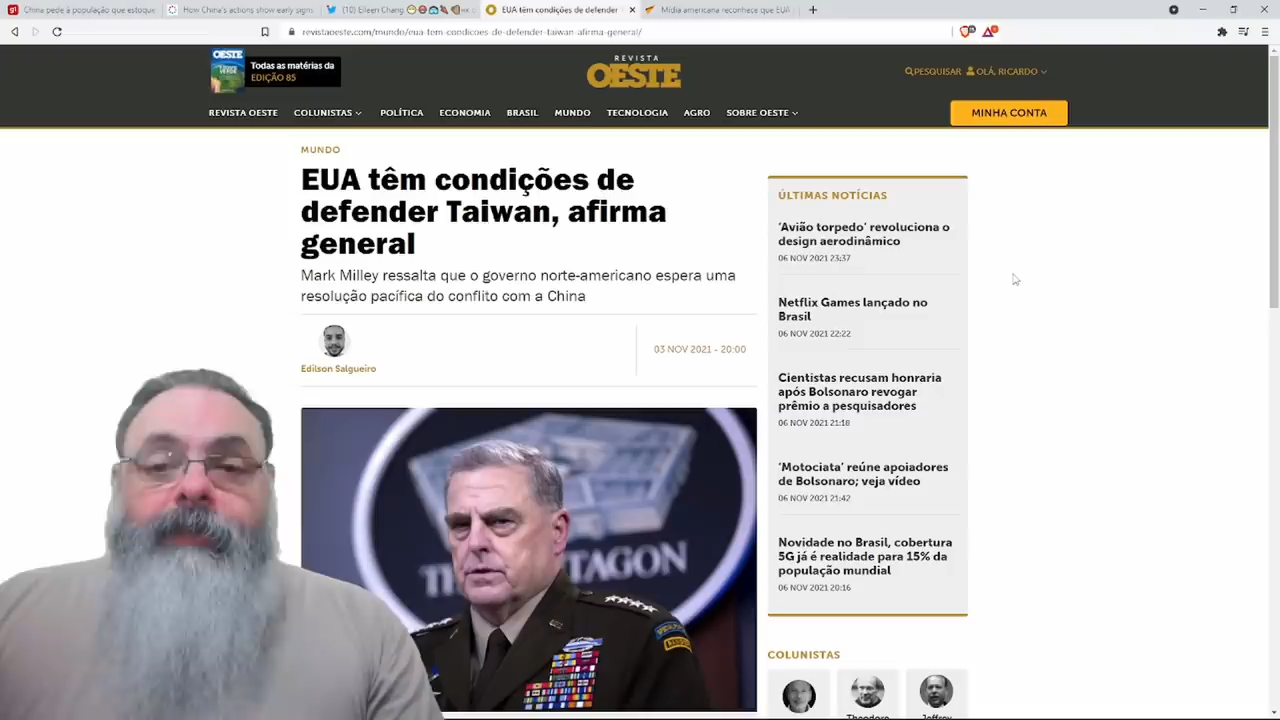 China pede à população que estoque
How China's actions show early signs
(10) Eileen Chang
EUA têm condições de defender
Mídia americana reconhece que EUA
revistaoeste.com/mundo/eua-tem-condicoes-de-defender-taiwan-afirma-general/
OESTE
Todas as matérias da
EDIÇÃO 85
REVISTA
OESTE
PESQUISAR
OLÁ, RICARDO
REVISTA OESTE
COLUNISTAS
POLÍTICA
ECONOMIA
BRASIL
MUNDO
TECNOLOGIA
AGRO
SOBRE OESTE
MINHA CONTA
MUNDO
EUA têm condições de
defender Taiwan, afirma
general
Mark Milley ressalta que o governo norte-americano espera uma
resolução pacífica do conflito com a China
Edilson Salgueiro
03 NOV 2021 - 20:00
TH
NTAGON
ÚLTIMAS NOTÍCIAS
‘Avião torpedo’ revoluciona o
design aerodinâmico
06 NOV 2021 23:37
Netflix Games lançado no
Brasil
06 NOV 2021 22:22
Cientistas recusam honraria
após Bolsonaro revogar
prêmio a pesquisadores
06 NOV 2021 21:18
‘Motociata’ reúne apoiadores
de Bolsonaro; veja vídeo
06 NOV 2021 21:42
Novidade no Brasil, cobertura
5G já é realidade para 15% da
população mundial
06 NOV 2021 20:16
COLUNISTAS
Theodore
Jeffrey